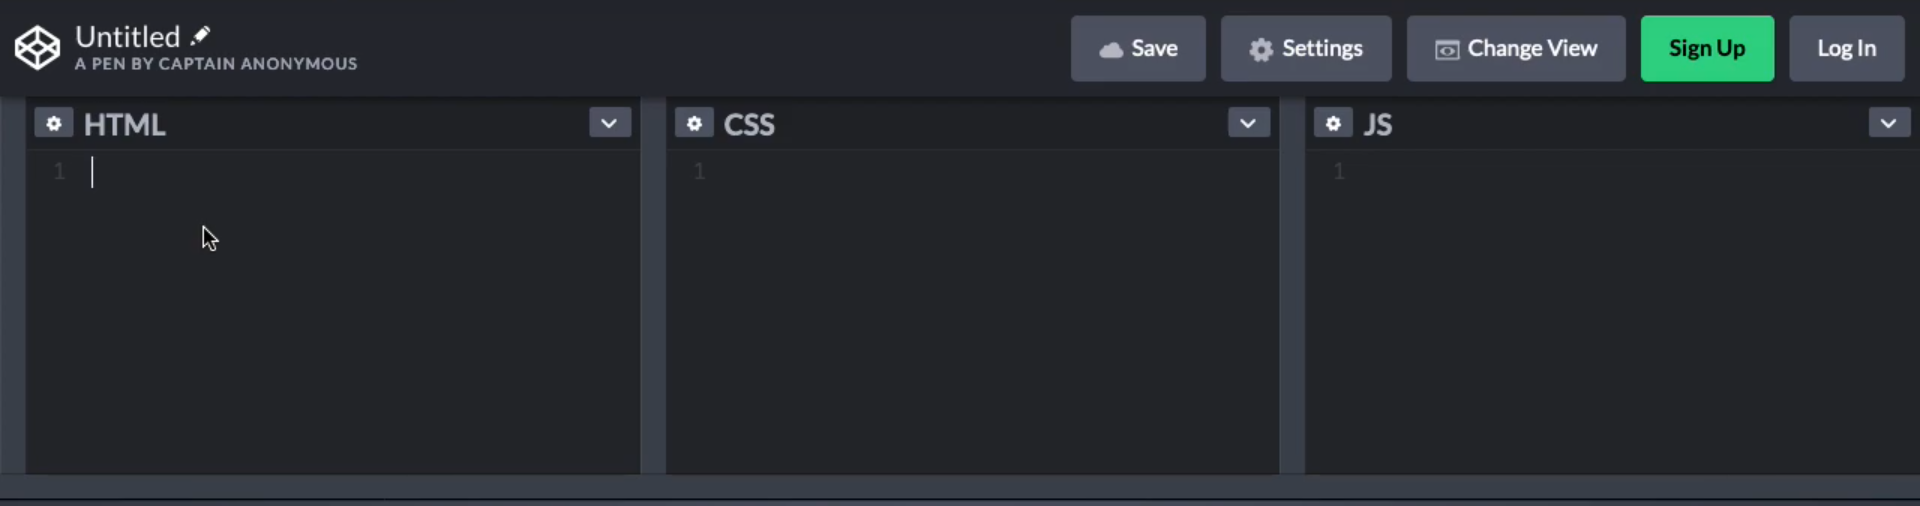 Untitled
A PEN BY CAPTAIN ANONYMOUS
Save
Settings
Change View
Sign Up
Log In
HTML
1
CSS
1
JS
1